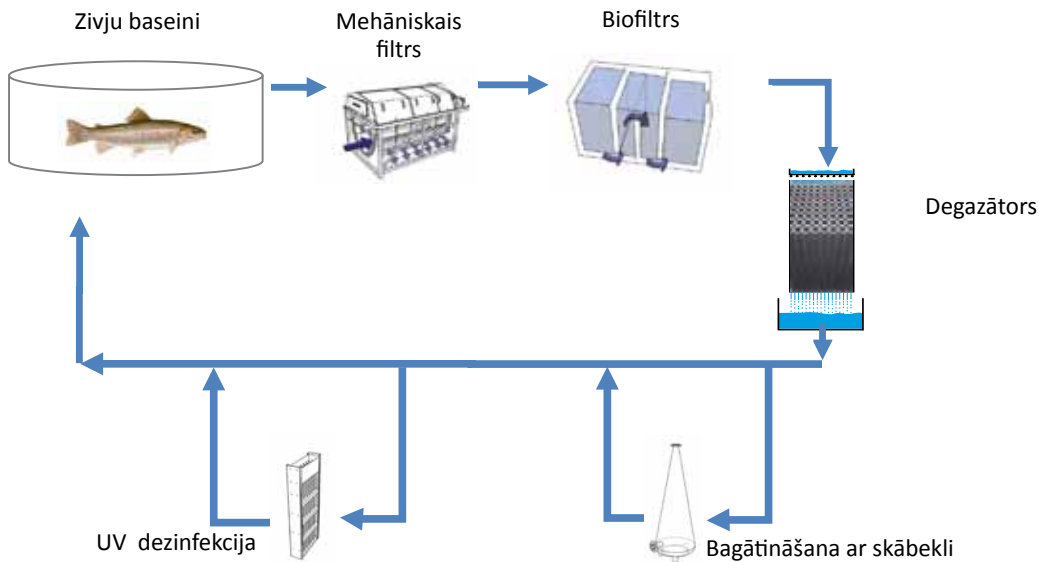 Zivju baseini
Mehāniskais
filtrs
Biofiltrs
Degazātors
UV dezinfekcija
Bagātināšana ar skābekli